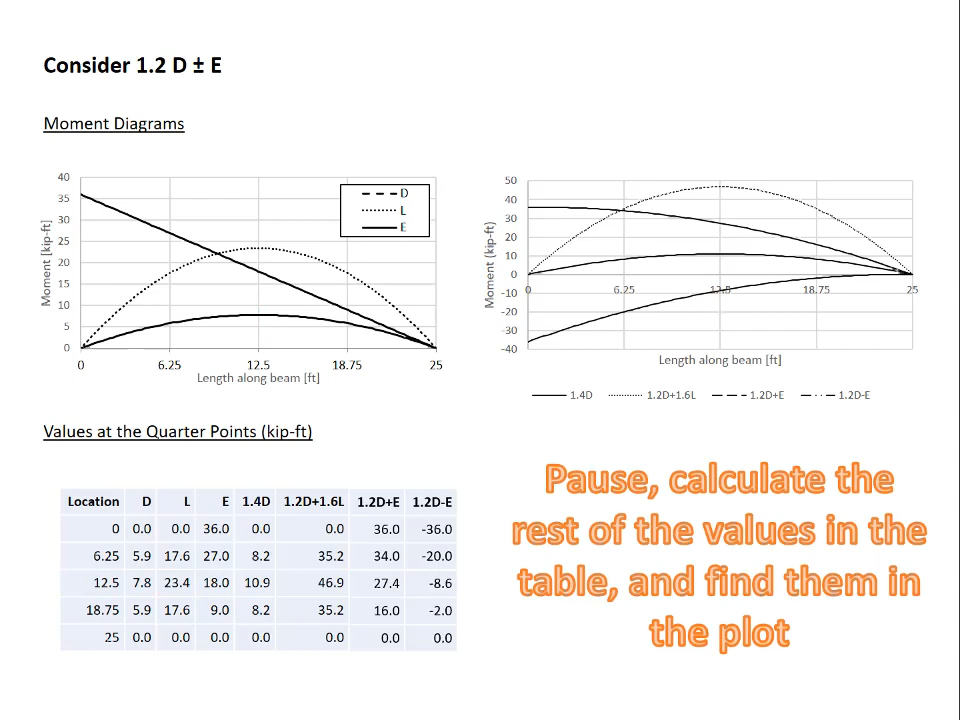 Consider 1.2 D ± E
Moment Diagrams
40
35
30
25
20
15
10
5
0
Moment [kip-ft]
0 6.25 12.5 18.75 25
Length along beam [ft]
D
L
E
50
40
30
20
10
0
-10
-20
-30
-40
Moment (kip-ft)
0 6.25 12.5 18.75 25
Length along beam [ft]
1.4D 1.2D+1.6L 1.2D+E 1.2D-E
Values at the Quarter Points (kip-ft)
Location D L E 1.4D 1.2D+1.6L 1.2D+E 1.2D-E
0 0.0 0.0 36.0 0.0 0.0 36.0 -36.0
6.25 5.9 17.6 27.0 8.2 35.2 34.0 -20.0
12.5 7.8 23.4 18.0 10.9 46.9 27.4 -8.6
18.75 5.9 17.6 9.0 8.2 35.2 16.0 -2.0
25 0.0 0.0 0.0 0.0 0.0 0.0 0.0
Pause, calculate the
rest of the values in the
table, and find them in
the plot